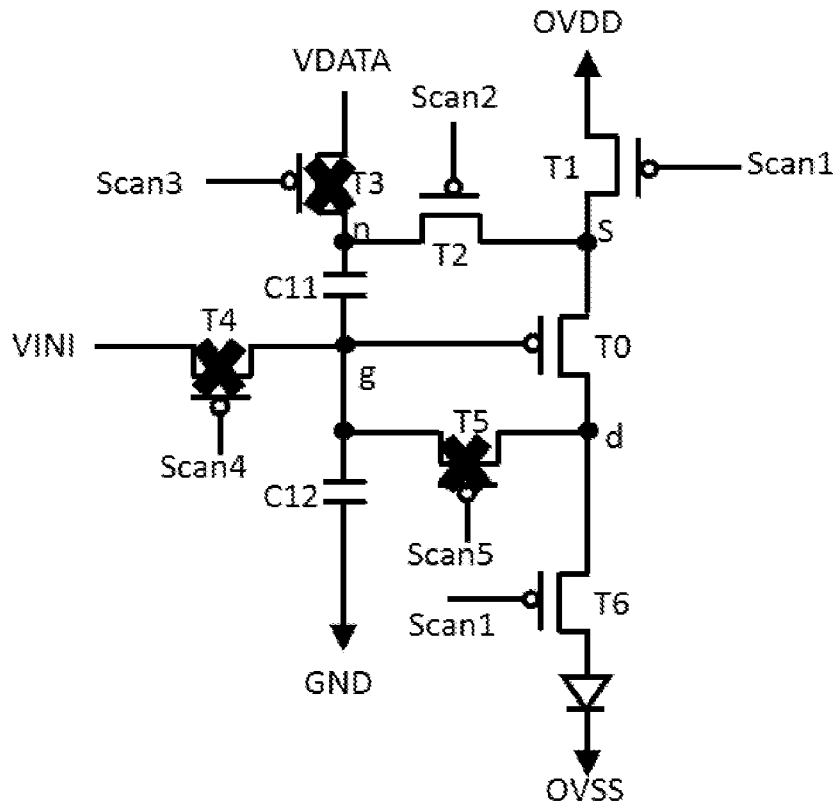 OVDD
VDATA
Scan2
Scan3
T3
T1
Scan1
n
T2
S
C11
T4
VINI
g
T0
T5
d
Scan4
C12
Scan5
Scan1
T6
GND
OVSS